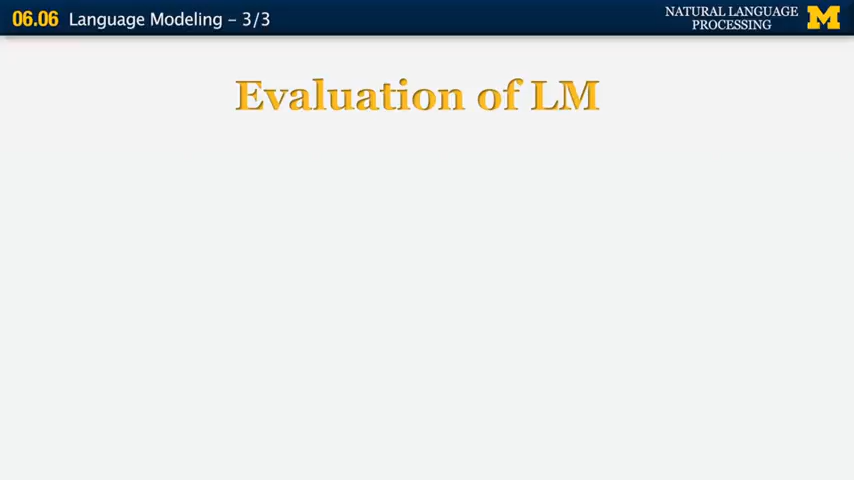 06.06 Language Modeling – 3/3
NATURAL LANGUAGE
PROCESSING
M
Evaluation of LM